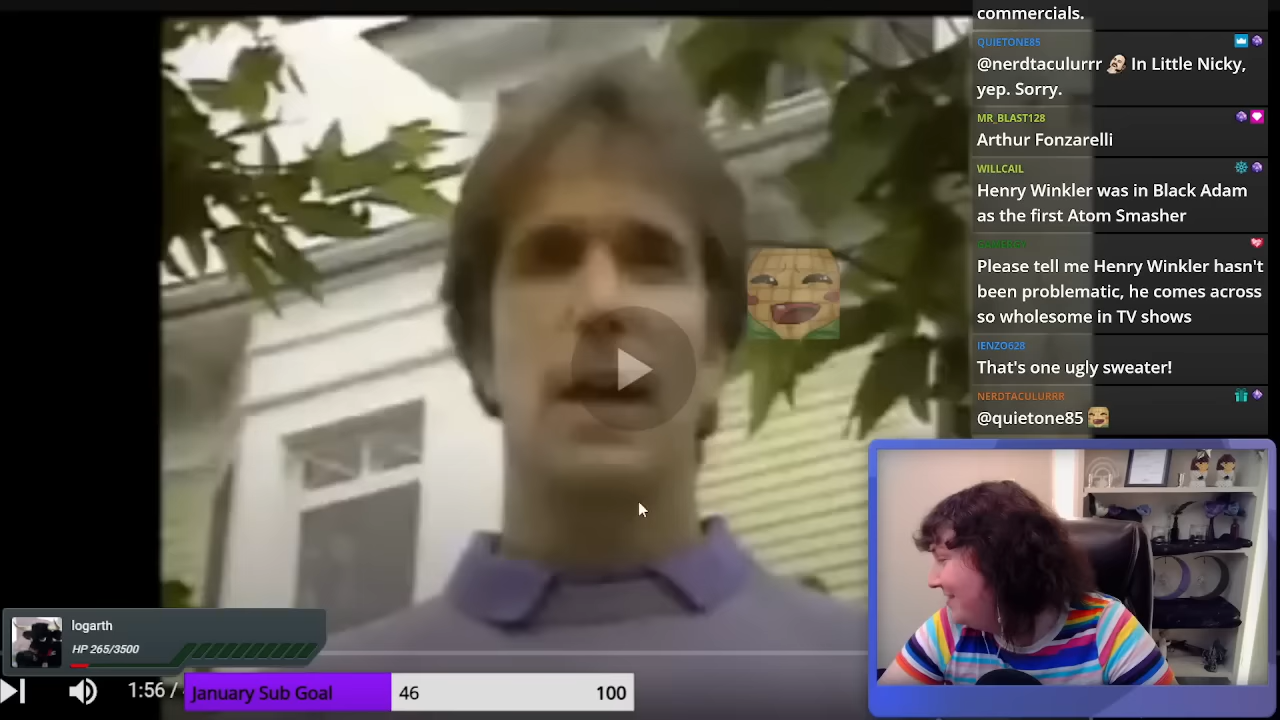 commercials.
QUIETONE85
@nerdtaculurrr In Little Nicky,
yep. Sorry.
MR_BLAST128
Arthur Fonzarelli
WILLCAIL
Henry Winkler was in Black Adam
as the first Atom Smasher
Please tell me Henry Winkler hasn't
been problematic, he comes across
so wholesome in TV shows
IENZO628
That's one ugly sweater!
NERDTACULURRR
@quietone85
logarth
HP 265/3500
1:56 /
January Sub Goal
46
100